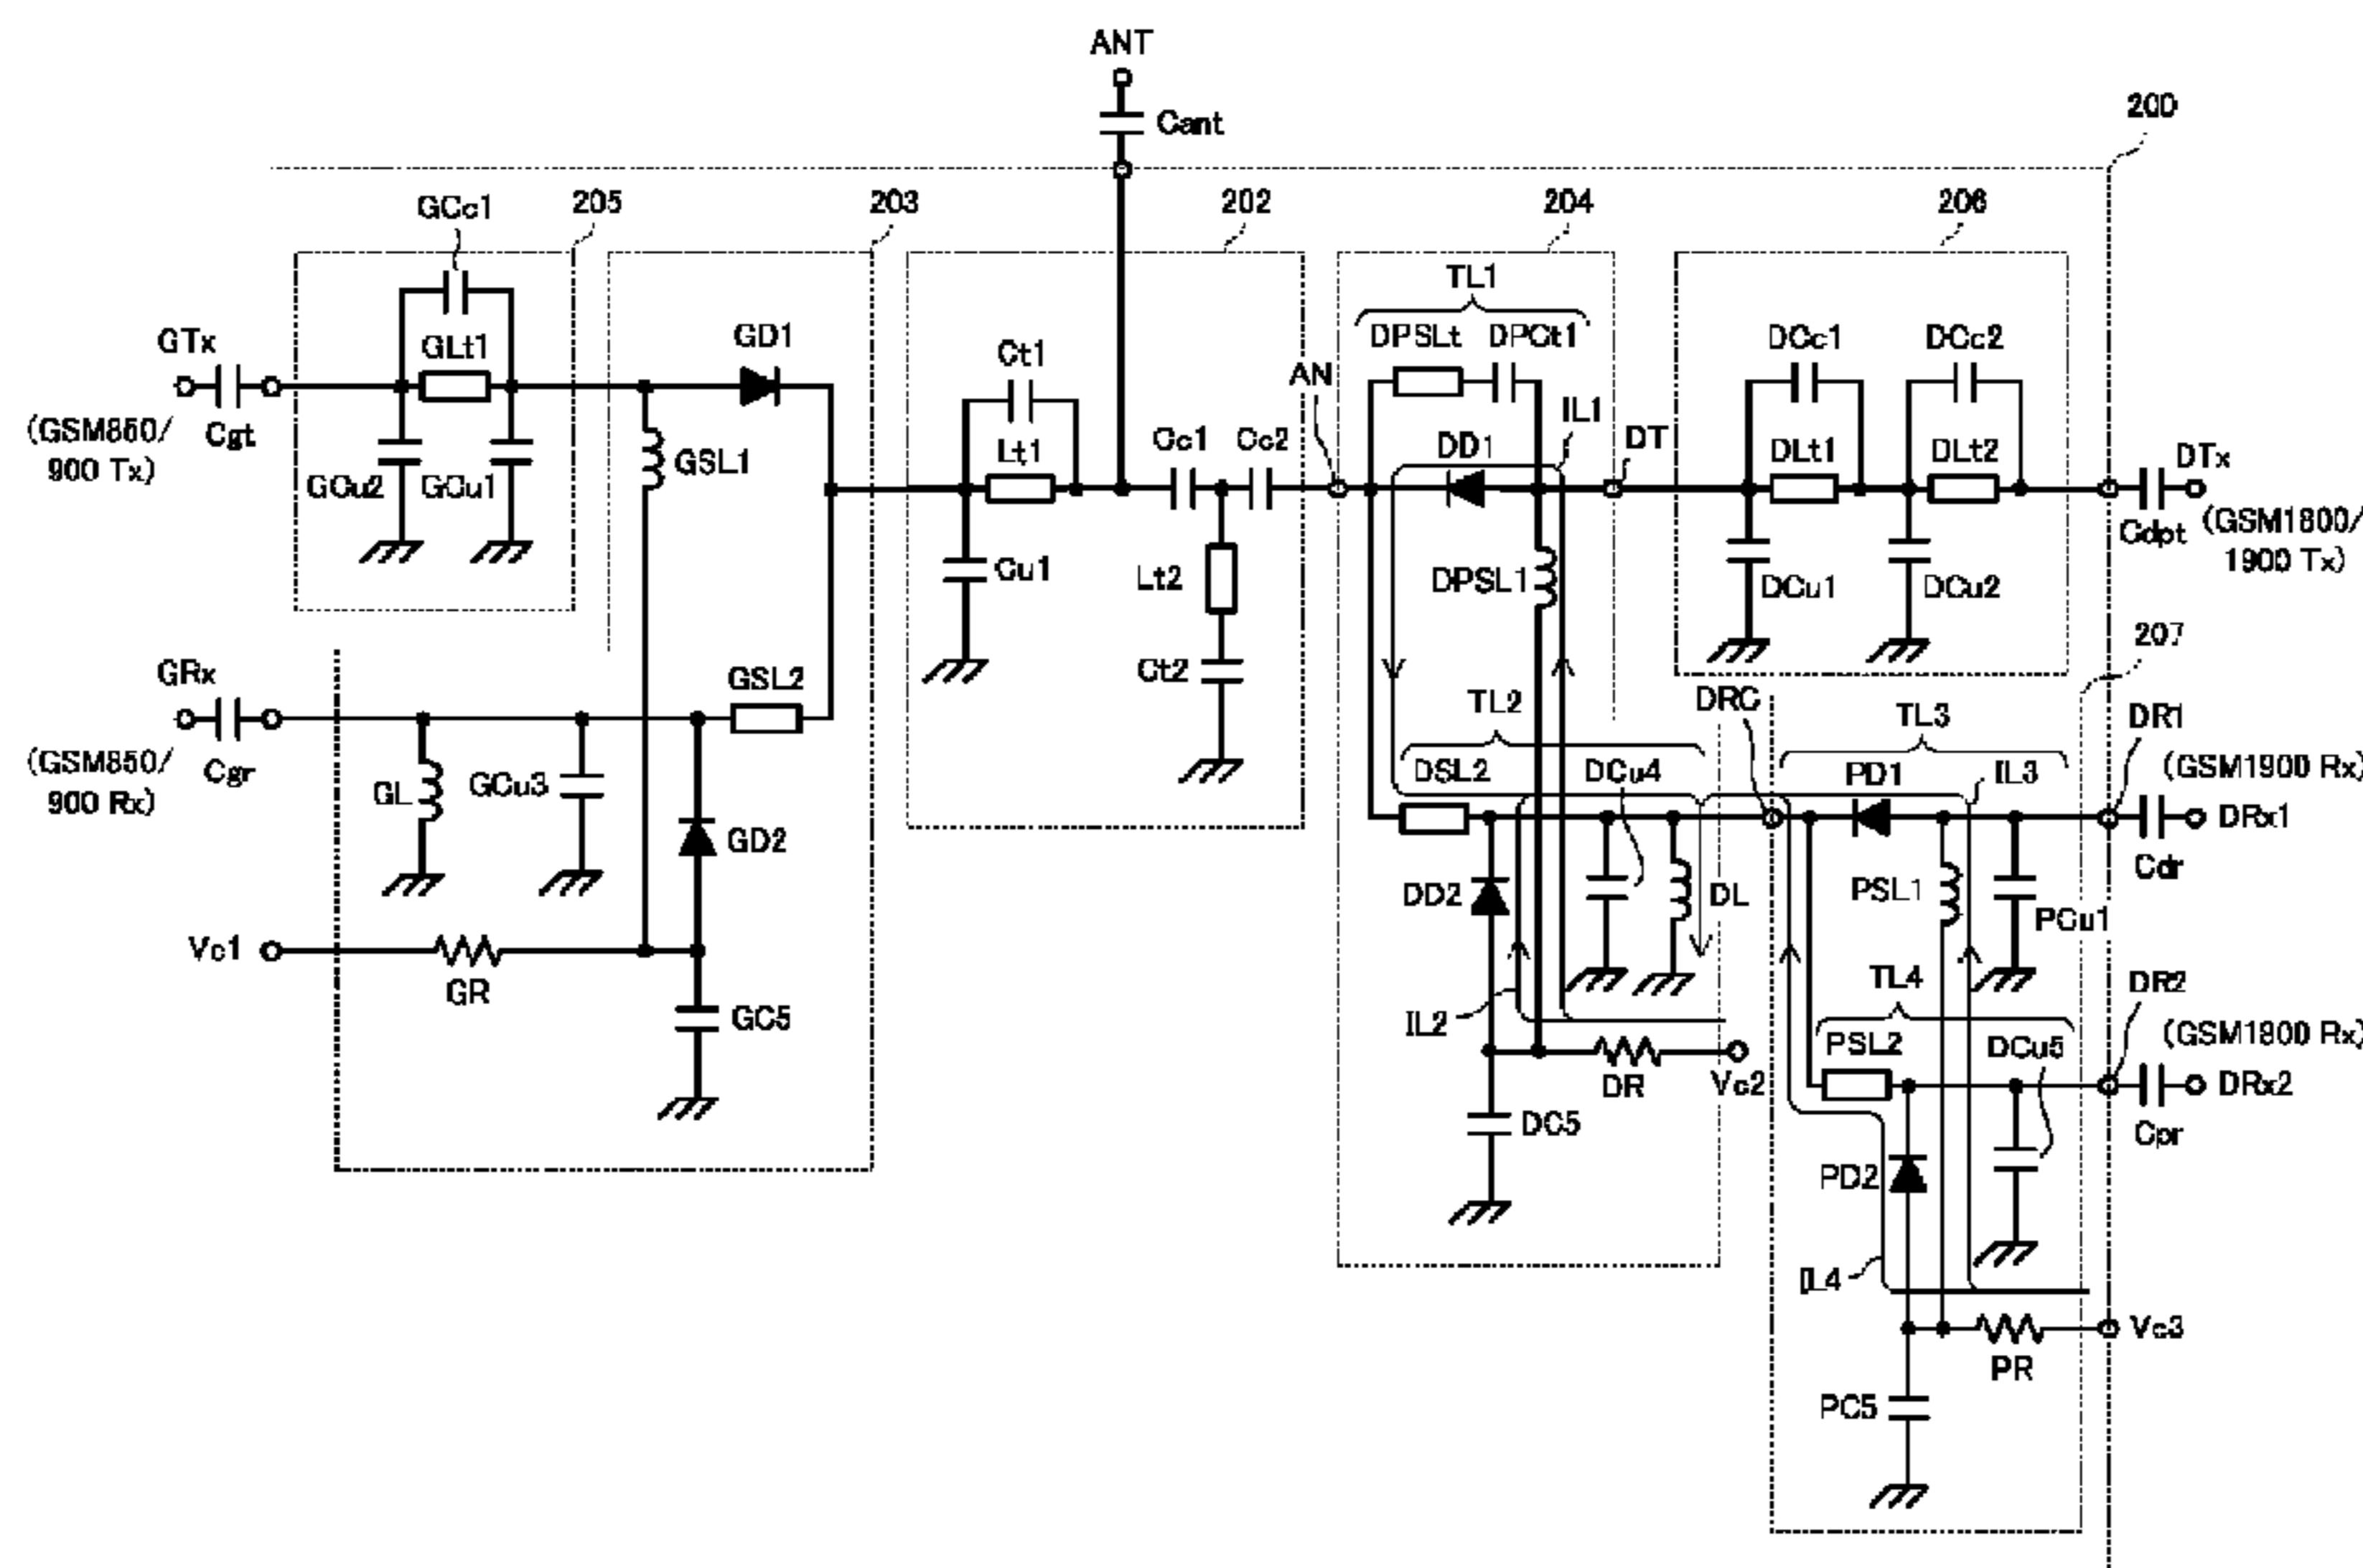 ANT
Cant
200
205
203
202
204
206
GCc1
TL1
GTx
GLt1
GD1
Ct1
AN
DPSLt
DPCt1
DCc1
DCc2
IL1
DT
(GSM850/
900 Tx)
Cgt
GCu2
GCu1
GSL1
Lt1
Cc1
Cc2
DD1
DLt1
DLt2
DTx
Cdpt
(GSM1800/
1900 Tx)
Cu1
Lt2
DPSL1
DCu1
DCu2
207
GRx
GSL2
Ct2
TL2
DRC
TL3
DR1
(GSM850/
900 Rx)
Cgr
GL
GCu3
DSL2
DCu4
PD1
IL3
(GSM1900 Rx)
DRx1
GD2
DD2
DL
PSL1
PCu1
Cdr
Vc1
GR
GC5
IL2
TL4
DR2
(GSM1800 Rx)
PSL2
DCu5
DR
Vc2
DRx2
DC5
Cpr
PD2
IL4
Vc3
PR
PC5